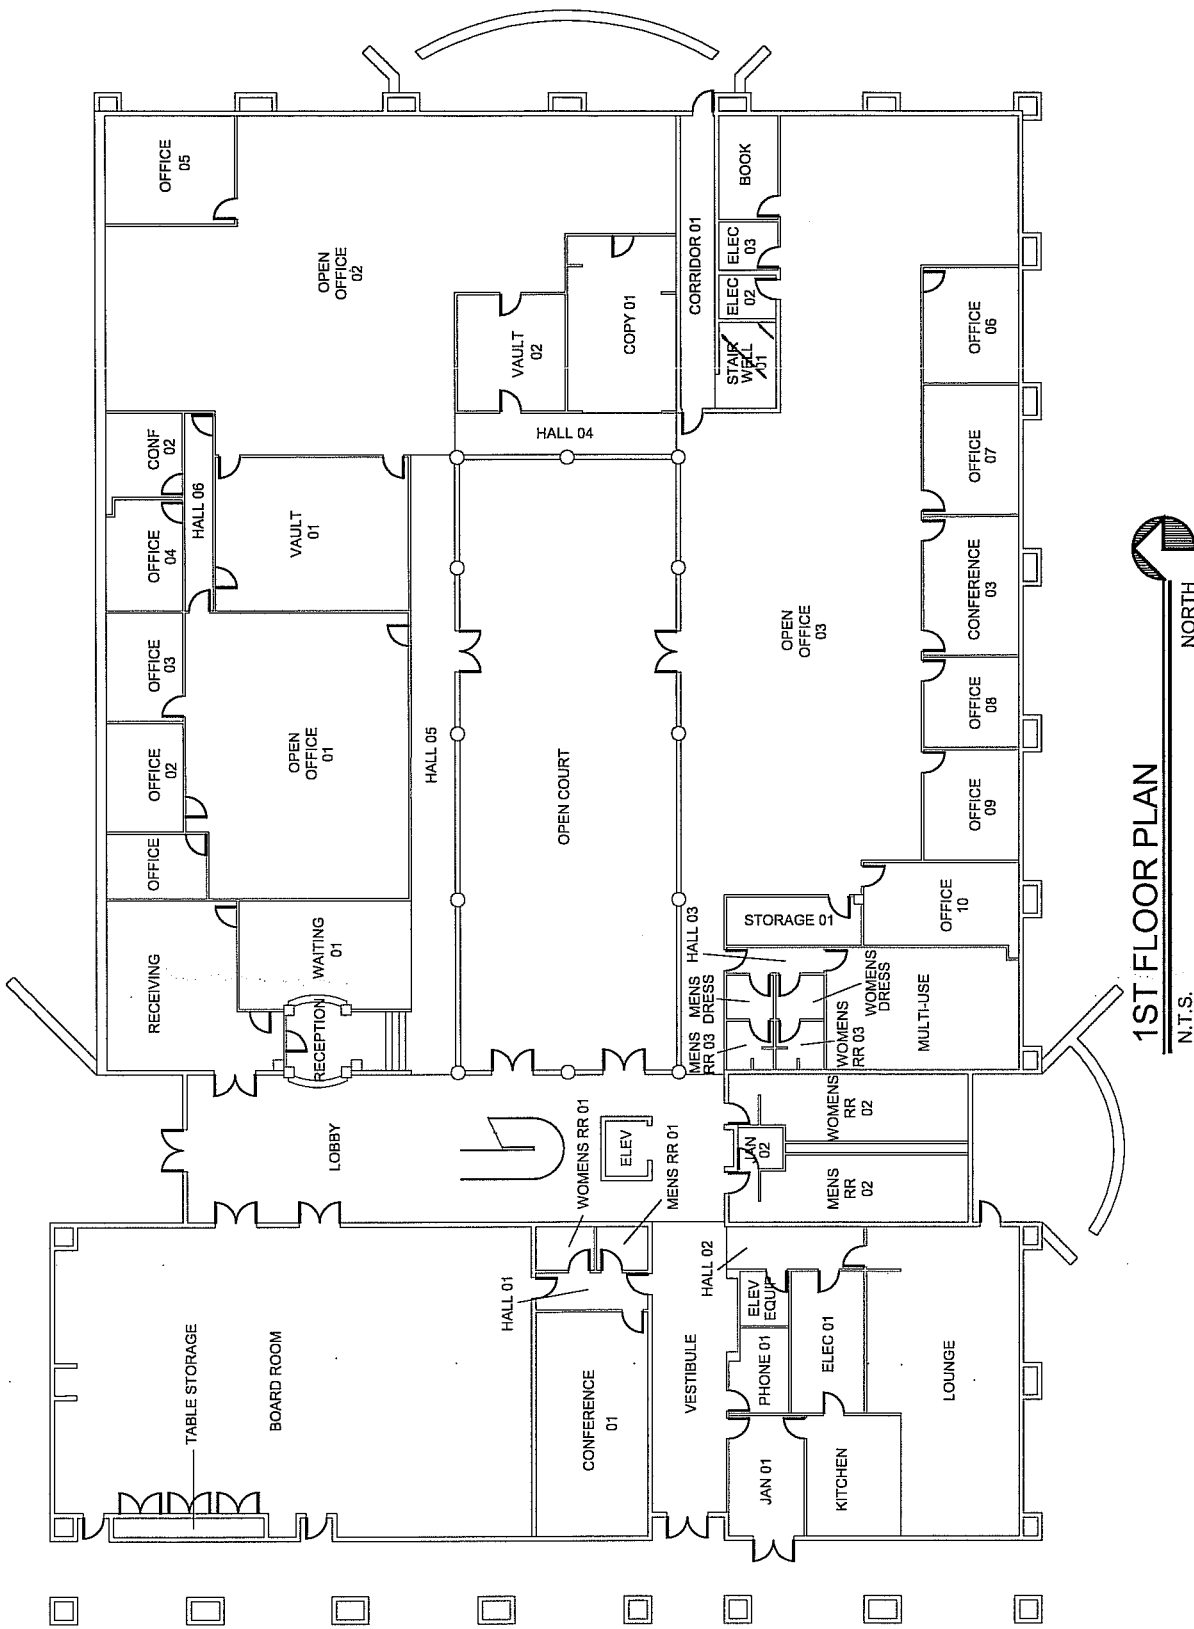 OFFICE
OFFICE
02
OFFICE
03
OFFICE
04
CONF
02
OFFICE
05
RECEIVING
TABLE STORAGE
HALL 06
BOARD ROOM
LOBBY
RECEPTION
WAITING
01
OPEN
OFFICE
01
VAULT
01
OPEN
OFFICE
02
HALL 05
HALL 01
CONFERENCE
01
WOMENS RR 01
ELEV
OPEN COURT
HALL 04
VAULT
02
COPY 01
MENS RR 01
VESTIBULE
HALL 02
MENS
RR 03
MENS
DRESS
HALL 03
CORRIDOR 01
JAN 01
PHONE 01
ELEV
EQUIP
JAN
02
STORAGE 01
STAIR
WELL
01
ELEC
02
ELEC
03
BOOK
OPEN
OFFICE
03
KITCHEN
ELEC 01
MENS
RR
02
WOMENS
RR
02
WOMENS
RR 03
WOMENS
DRESS
LOUNGE
MULTI-USE
OFFICE
10
OFFICE
09
OFFICE
08
CONFERENCE
03
OFFICE
07
OFFICE
06
1ST FLOOR PLAN
N.T.S.
NORTH